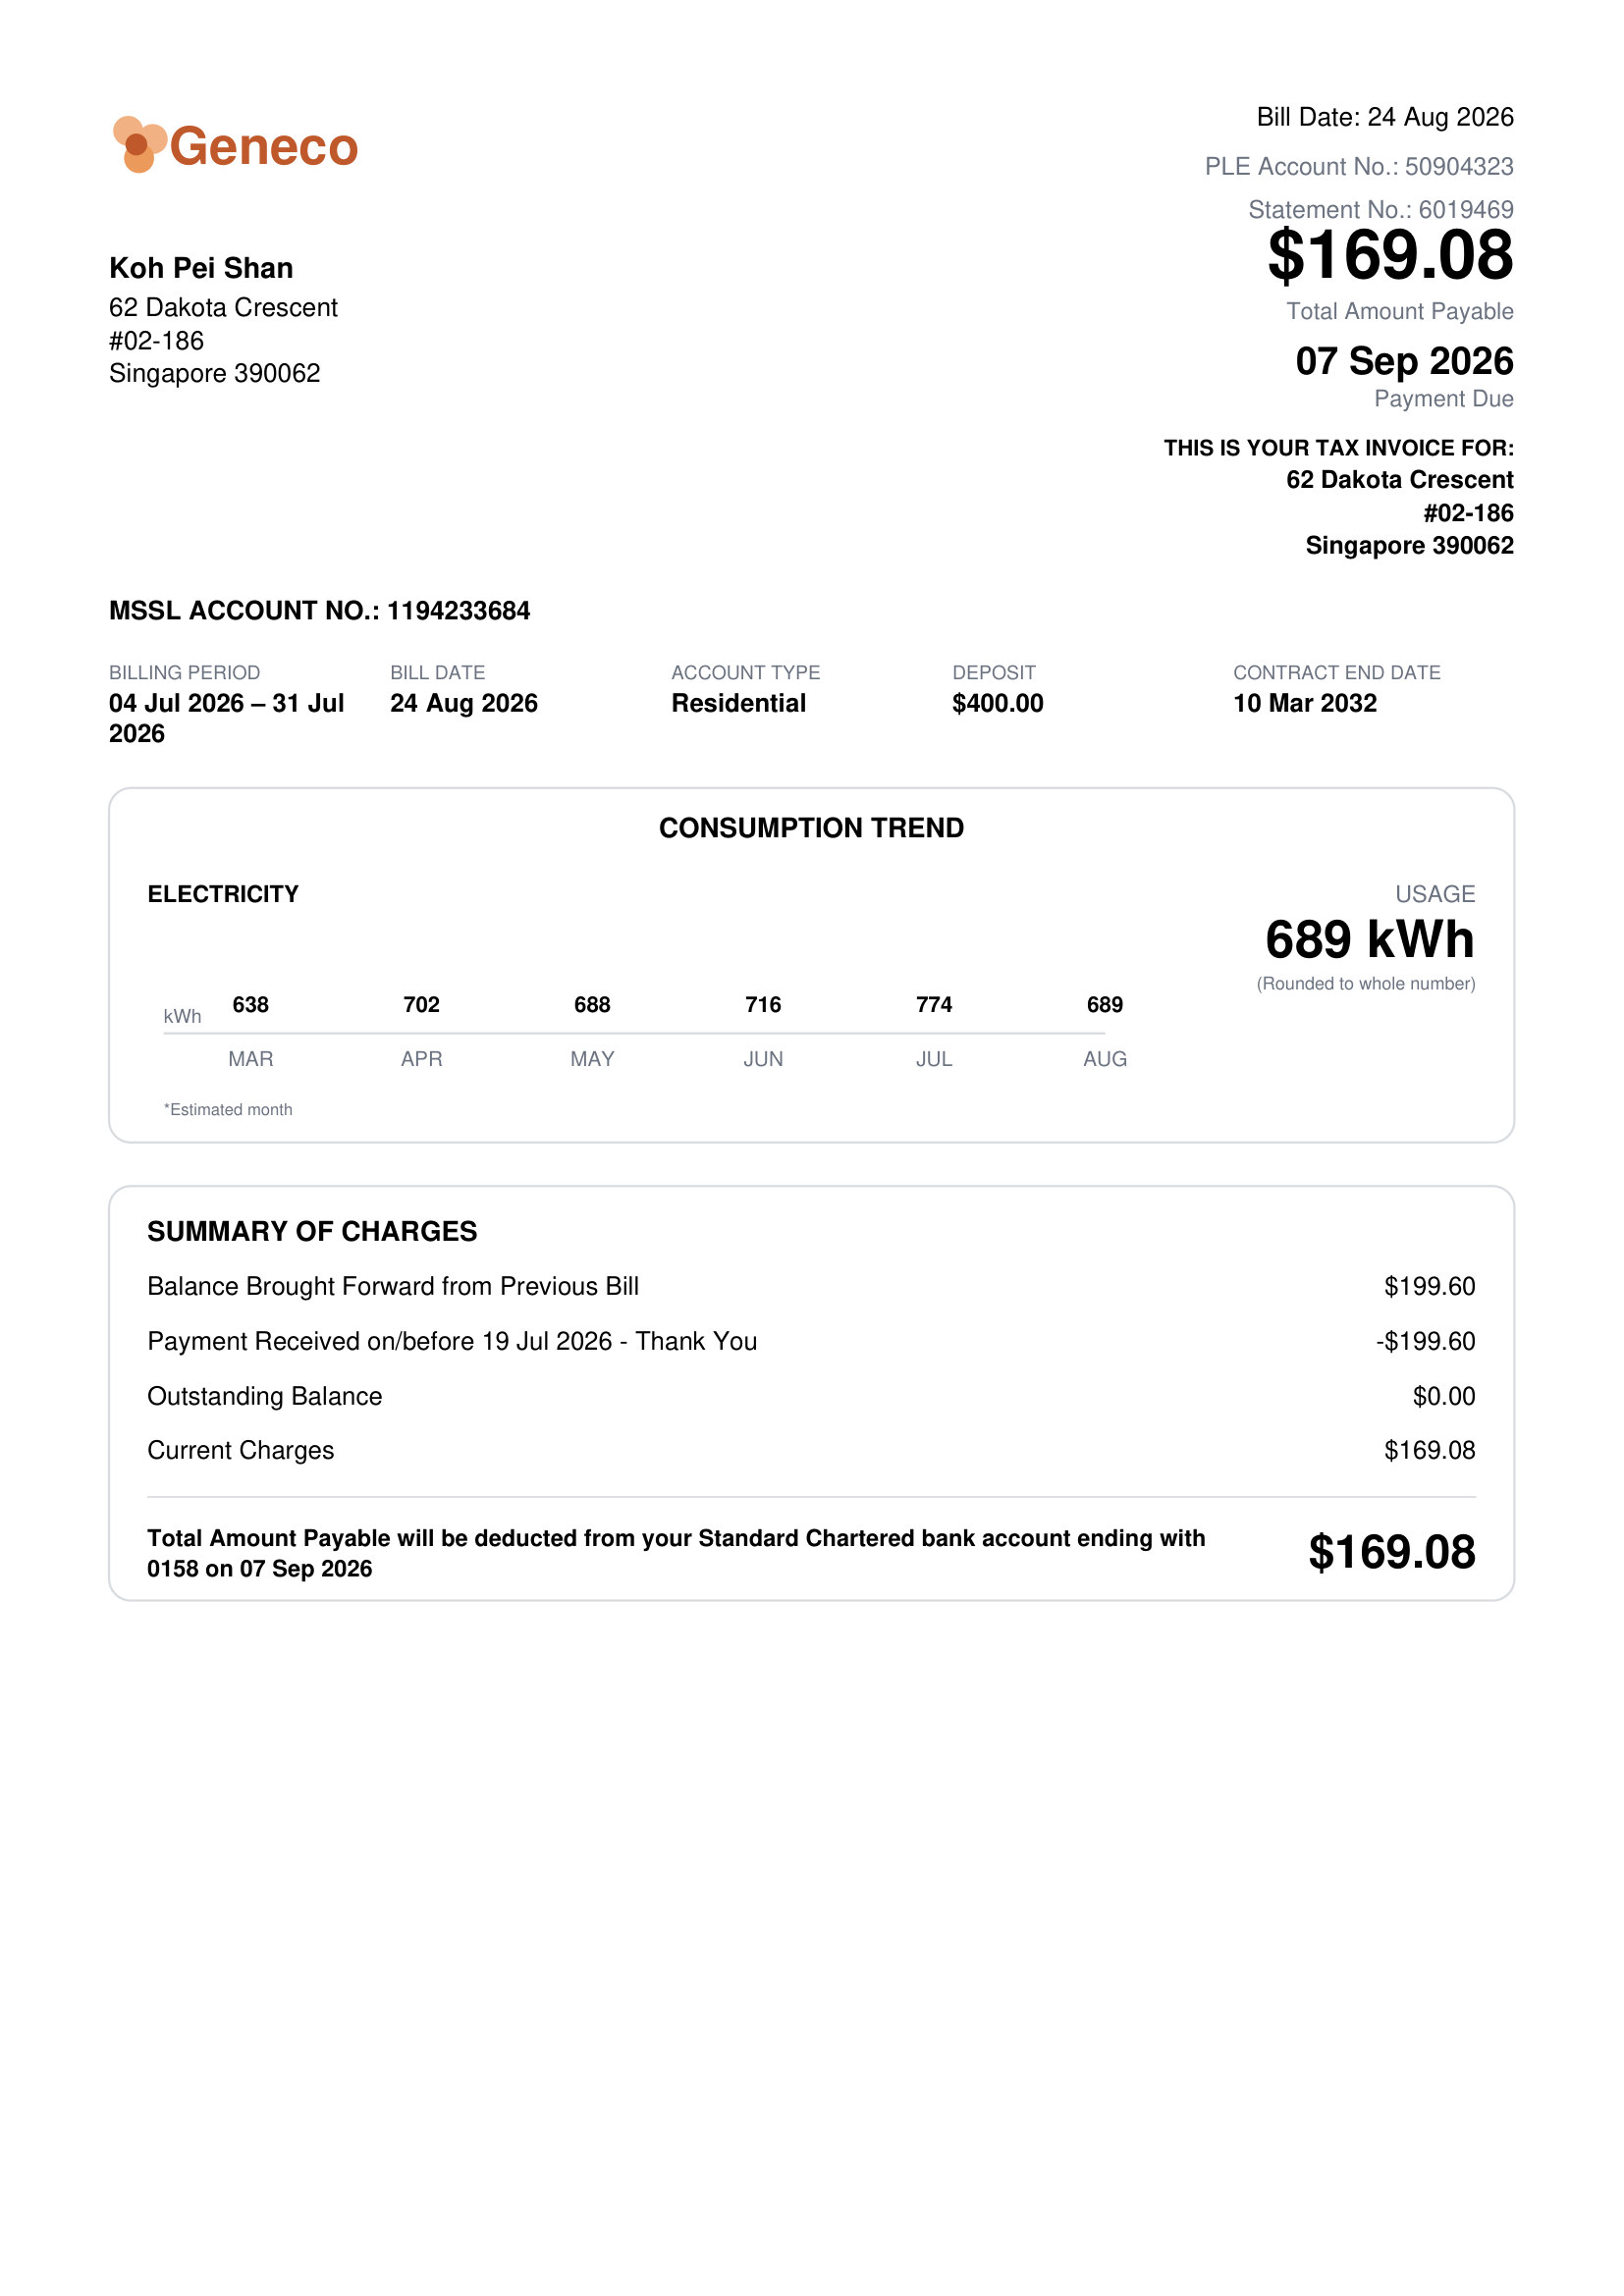 Geneco
Bill Date: 24 Aug 2026
PLE Account No.: 50904323
Statement No.: 6019469
$169.08
Total Amount Payable
07 Sep 2026
Payment Due
Koh Pei Shan
62 Dakota Crescent
#02-186
Singapore 390062
THIS IS YOUR TAX INVOICE FOR:
62 Dakota Crescent
#02-186
Singapore 390062
MSSL ACCOUNT NO.: 1194233684
BILLING PERIOD BILL DATE ACCOUNT TYPE DEPOSIT CONTRACT END DATE
04 Jul 2026 – 31 Jul 24 Aug 2026 Residential $400.00 10 Mar 2032
2026
CONSUMPTION TREND
ELECTRICITY USAGE
689 kWh
(Rounded to whole number)
kWh 638 702 688 716 774 689
MAR APR MAY JUN JUL AUG
*Estimated month
SUMMARY OF CHARGES
Balance Brought Forward from Previous Bill $199.60
Payment Received on/before 19 Jul 2026 - Thank You -$199.60
Outstanding Balance $0.00
Current Charges $169.08
Total Amount Payable will be deducted from your Standard Chartered bank account ending with
0158 on 07 Sep 2026 $169.08